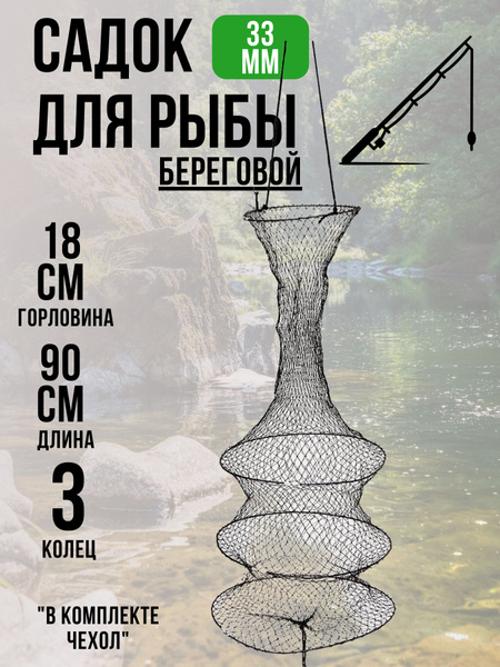 САДОК
33
ММ
ДЛЯ РЫБЫ
БЕРЕГОВОЙ
18
СМ
ГОРЛОВИНА
90
СМ
ДЛИНА
3
КОЛЕЦ
"В КОМПЛЕКТЕ
ЧЕХОЛ"